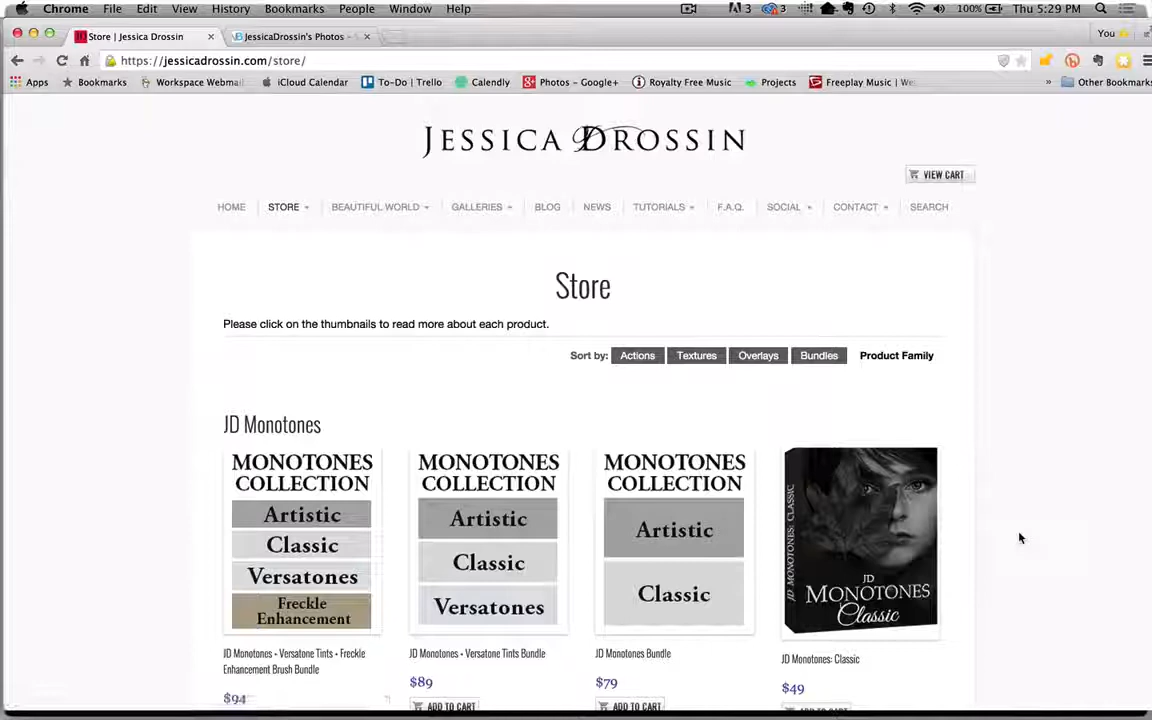 Chrome File Edit View History Bookmarks People Window Help 3 3 100% Thu 5:29 PM
Store | Jessica Drossin × JessicaDrossin's Photos × You
https://jessicadrossin.com/store/
Apps Bookmarks Workspace Webmail iCloud Calendar To-Do | Trello Calendly Photos - Google+ Royalty Free Music Projects Freeplay Music | » Other Bookmarks
JESSICA DROSSIN
VIEW CART
HOME STORE BEAUTIFUL WORLD GALLERIES BLOG NEWS TUTORIALS F.A.Q. SOCIAL CONTACT SEARCH
Store
Please click on the thumbnails to read more about each product.
Sort by: Actions Textures Overlays Bundles Product Family
JD Monotones
MONOTONES
COLLECTION
Artistic
Classic
Versatones
Freckle
Enhancement
MONOTONES
COLLECTION
Artistic
Classic
Versatones
MONOTONES
COLLECTION
Artistic
Classic
JD MONOTONES: CLASSIC
JD
MONOTONES
Classic
JD Monotones + Versatone Tints + Freckle
Enhancement Brush Bundle
$94
JD Monotones + Versatone Tints Bundle
$89
ADD TO CART
JD Monotones Bundle
$79
ADD TO CART
JD Monotones: Classic
$49
ADD TO CART